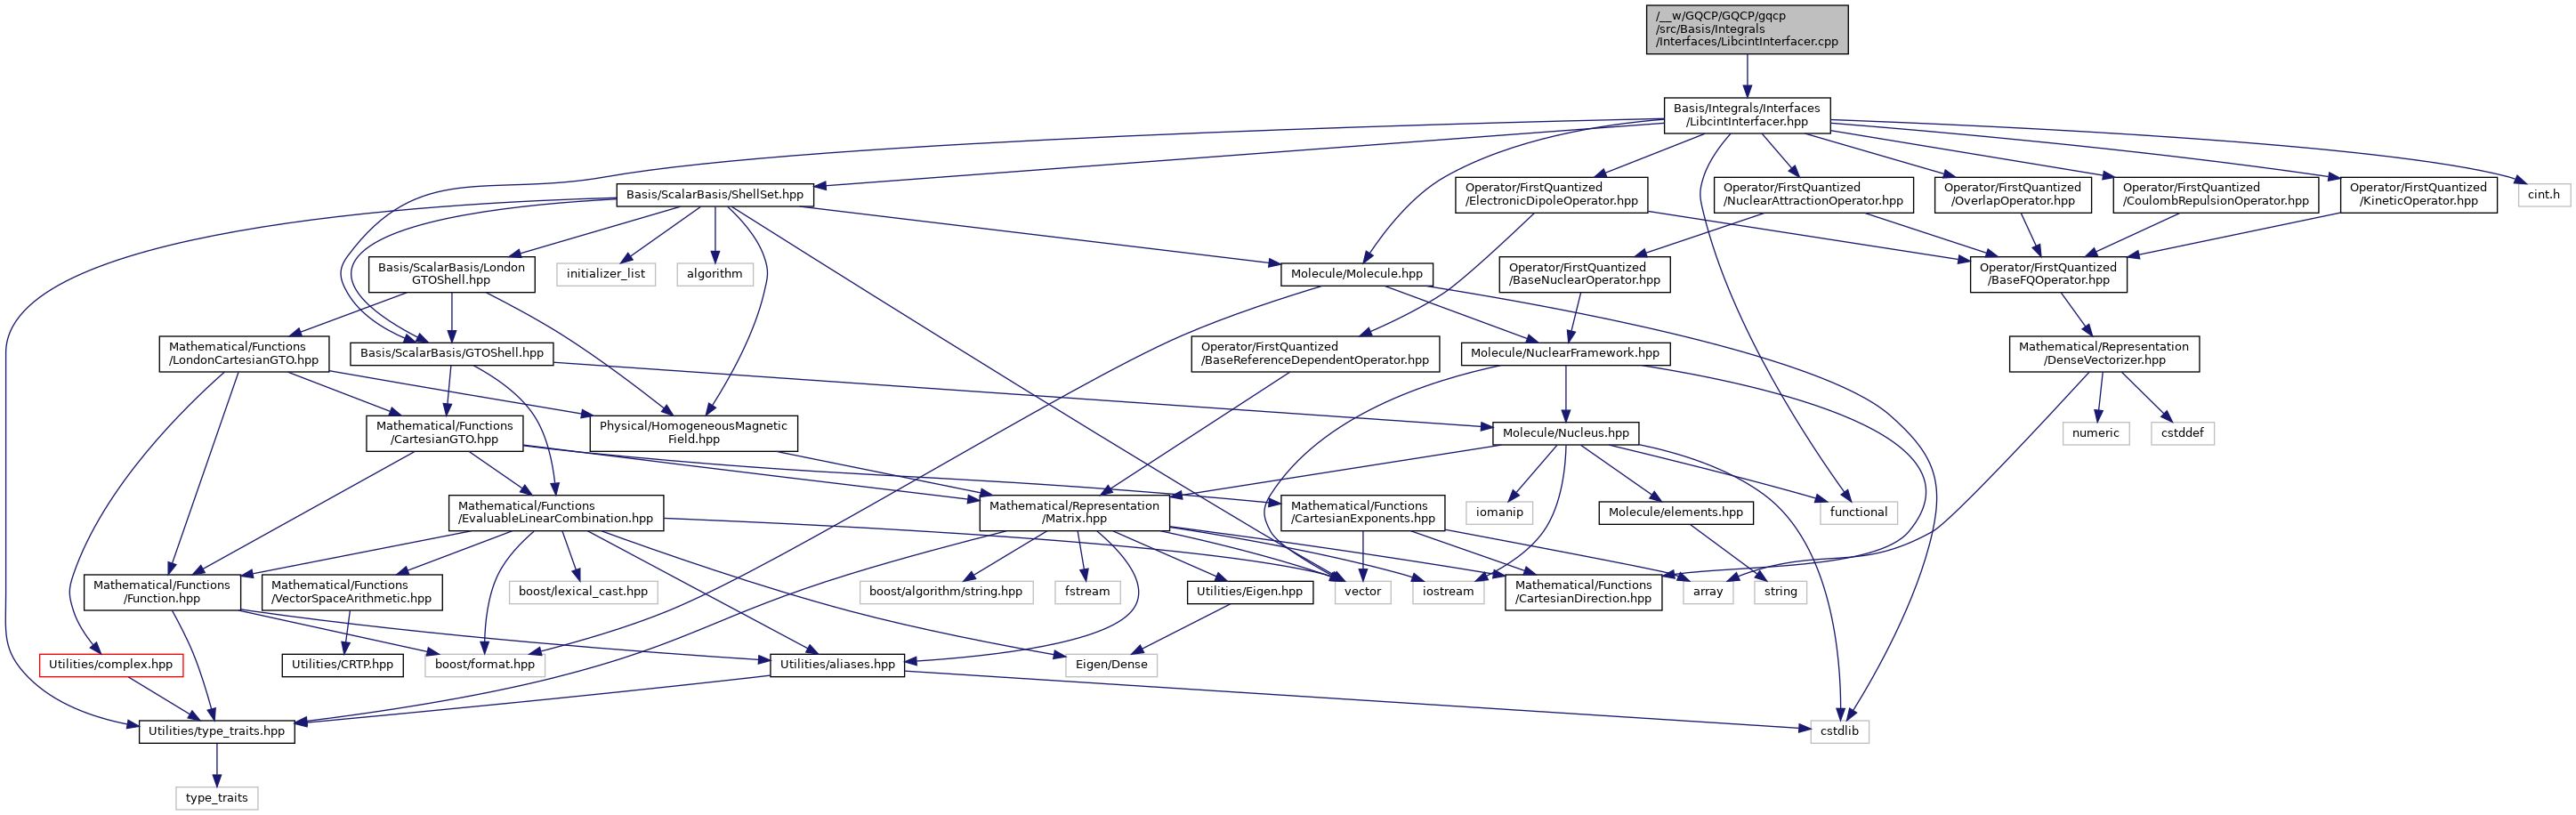 /__w/GQCP/GQCP/gqcp
/src/Basis/Integrals
/Interfaces/LibcintInterfacer.cpp
Basis/Integrals/Interfaces
/LibcintInterfacer.hpp
Basis/ScalarBasis/ShellSet.hpp
Operator/FirstQuantized
/ElectronicDipoleOperator.hpp
Operator/FirstQuantized
/NuclearAttractionOperator.hpp
Operator/FirstQuantized
/OverlapOperator.hpp
Operator/FirstQuantized
/CoulombRepulsionOperator.hpp
Operator/FirstQuantized
/KineticOperator.hpp
cint.h
Basis/ScalarBasis/London
GTOShell.hpp
initializer_list
algorithm
Molecule/Molecule.hpp
Operator/FirstQuantized
/BaseNuclearOperator.hpp
Operator/FirstQuantized
/BaseFQOperator.hpp
Mathematical/Functions
/LondonCartesianGTO.hpp
Basis/ScalarBasis/GTOShell.hpp
Operator/FirstQuantized
/BaseReferenceDependentOperator.hpp
Molecule/NuclearFramework.hpp
Mathematical/Representation
/DenseVectorizer.hpp
Mathematical/Functions
/CartesianGTO.hpp
Physical/HomogeneousMagnetic
Field.hpp
Molecule/Nucleus.hpp
numeric
cstddef
Mathematical/Functions
/EvaluableLinearCombination.hpp
Mathematical/Representation
/Matrix.hpp
Mathematical/Functions
/CartesianExponents.hpp
iomanip
Molecule/elements.hpp
functional
Mathematical/Functions
/Function.hpp
Mathematical/Functions
/VectorSpaceArithmetic.hpp
boost/lexical_cast.hpp
boost/algorithm/string.hpp
fstream
Utilities/Eigen.hpp
vector
iostream
Mathematical/Functions
/CartesianDirection.hpp
array
string
Utilities/complex.hpp
Utilities/CRTP.hpp
boost/format.hpp
Utilities/aliases.hpp
Eigen/Dense
Utilities/type_traits.hpp
cstdlib
type_traits